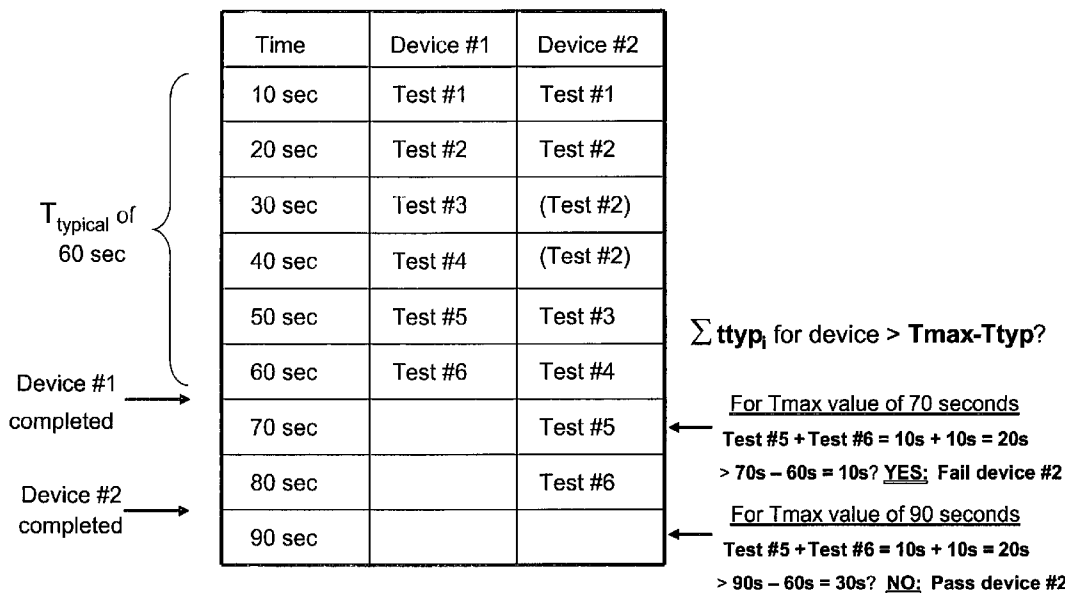 Time Device #1 Device #2
10 sec Test #1 Test #1
20 sec Test #2 Test #2
30 sec Test #3 (Test #2)
40 sec Test #4 (Test #2)
50 sec Test #5 Test #3
60 sec Test #6 Test #4
70 sec Test #5
80 sec Test #6
90 sec
Ttypical of
60 sec
Device #1
completed
Device #2
completed
∑ ttypi for device > Tmax-Ttyp?
For Tmax value of 70 seconds
Test #5 + Test #6 = 10s + 10s = 20s
> 70s – 60s = 10s? YES: Fail device #2
For Tmax value of 90 seconds
Test #5 + Test #6 = 10s + 10s = 20s
> 90s – 60s = 30s? NO: Pass device #2